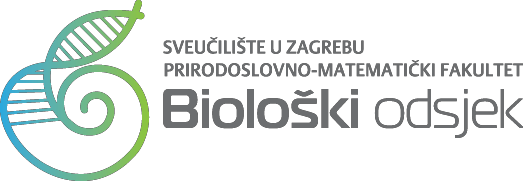 SVEUČILIŠTE U ZAGREBU
PRIRODOSLOVNO-MATEMATIČKI FAKULTET
Biološki odsjek